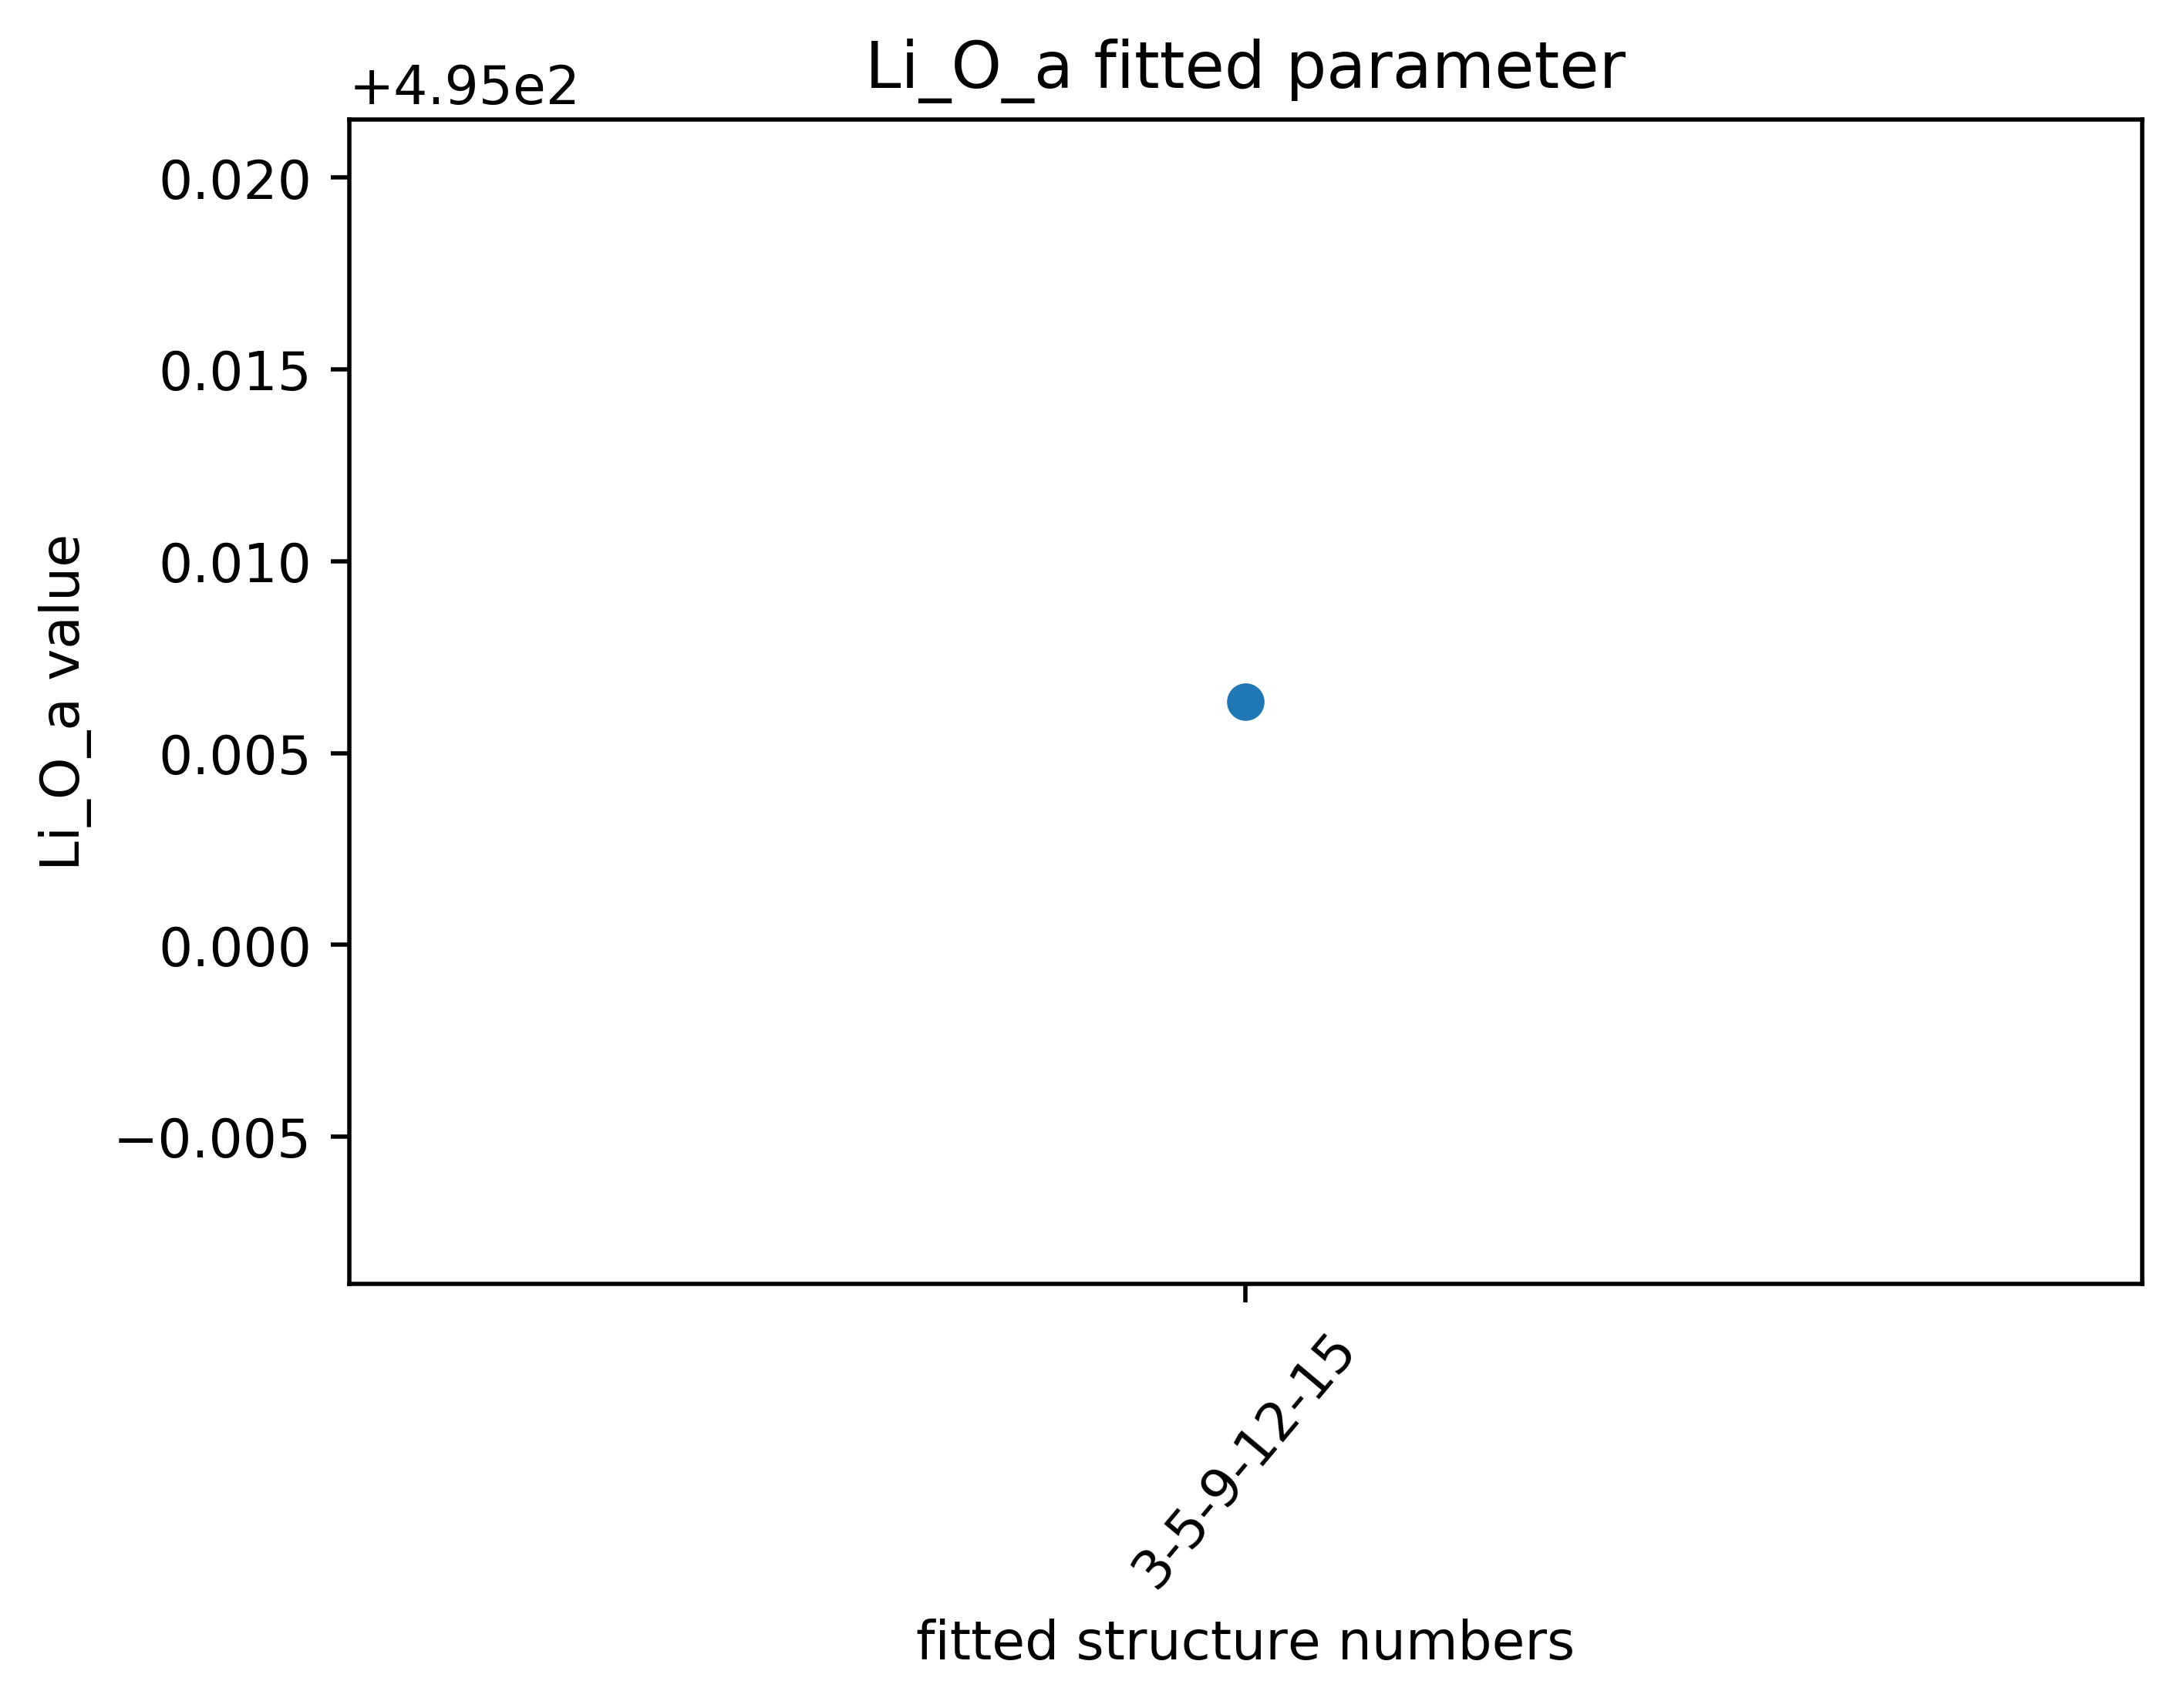 Li_O_a fitted parameter
+4.95e2
0.020
0.015
0.010
0.005
0.000
−0.005
Li_O_a value
3-5-9-12-15
fitted structure numbers